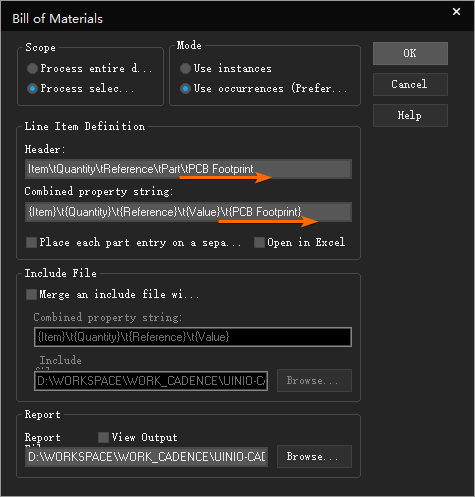 Bill of Materials
Scope
Process entire d...
Process selec...
Mode
Use instances
Use occurrences (Prefer...
OK
Cancel
Help
Line Item Definition
Header:
Item\tQuantity\tReference\tPart\tPCB Footprint
Combined property string:
{Item}\t{Quantity}\t{Reference}\t{Value}\t{PCB Footprint}
Place each part entry on a sepa...
Open in Excel
Include File
Merge an include file wi...
Combined property string:
{Item}\t{Quantity}\t{Reference}\t{Value}
Include
D:\WORKSPACE\WORK_CADENCE\UINIO-CA
Browse...
Report
Report
View Output
D:\WORKSPACE\WORK_CADENCE\UINIO-CAD
Browse...